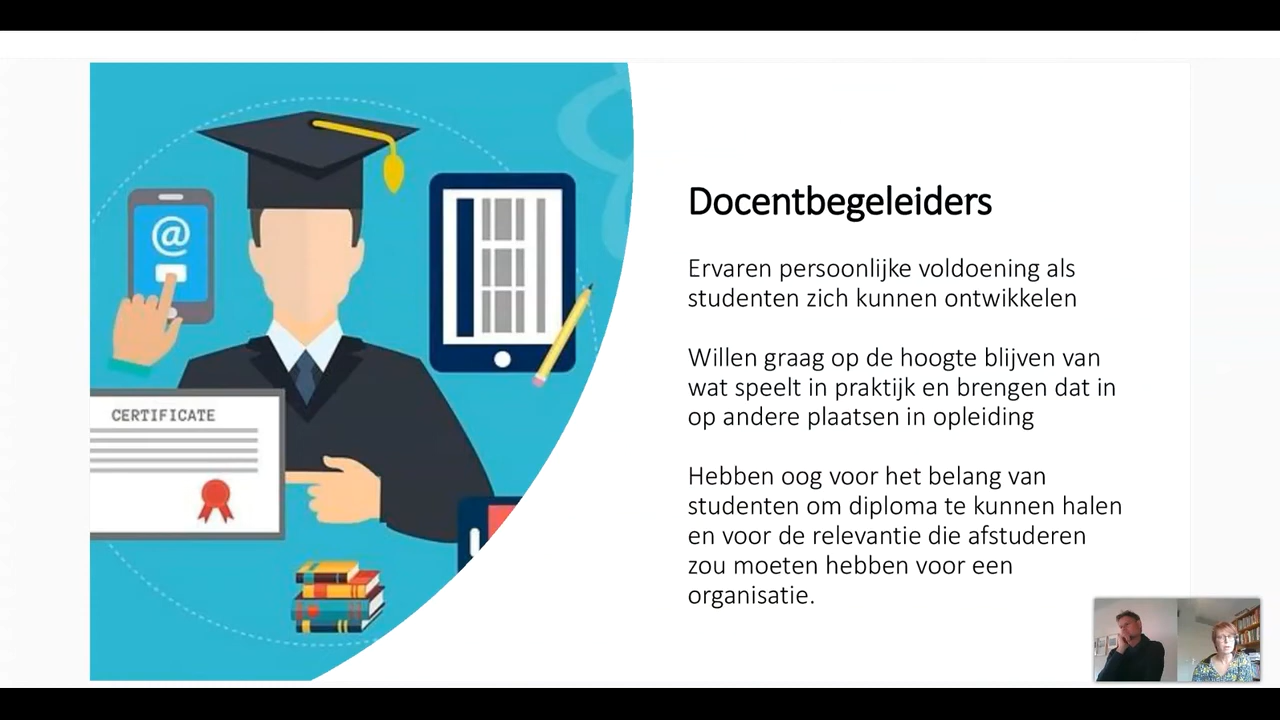 @
CERTIFICATE
Docentbegeleiders
Ervaren persoonlijke voldoening als
studenten zich kunnen ontwikkelen
Willen graag op de hoogte blijven van
wat speelt in praktijk en brengen dat in
op andere plaatsen in opleiding
Hebben oog voor het belang van
studenten om diploma te kunnen halen
en voor de relevantie die afstuderen
zou moeten hebben voor een
organisatie.